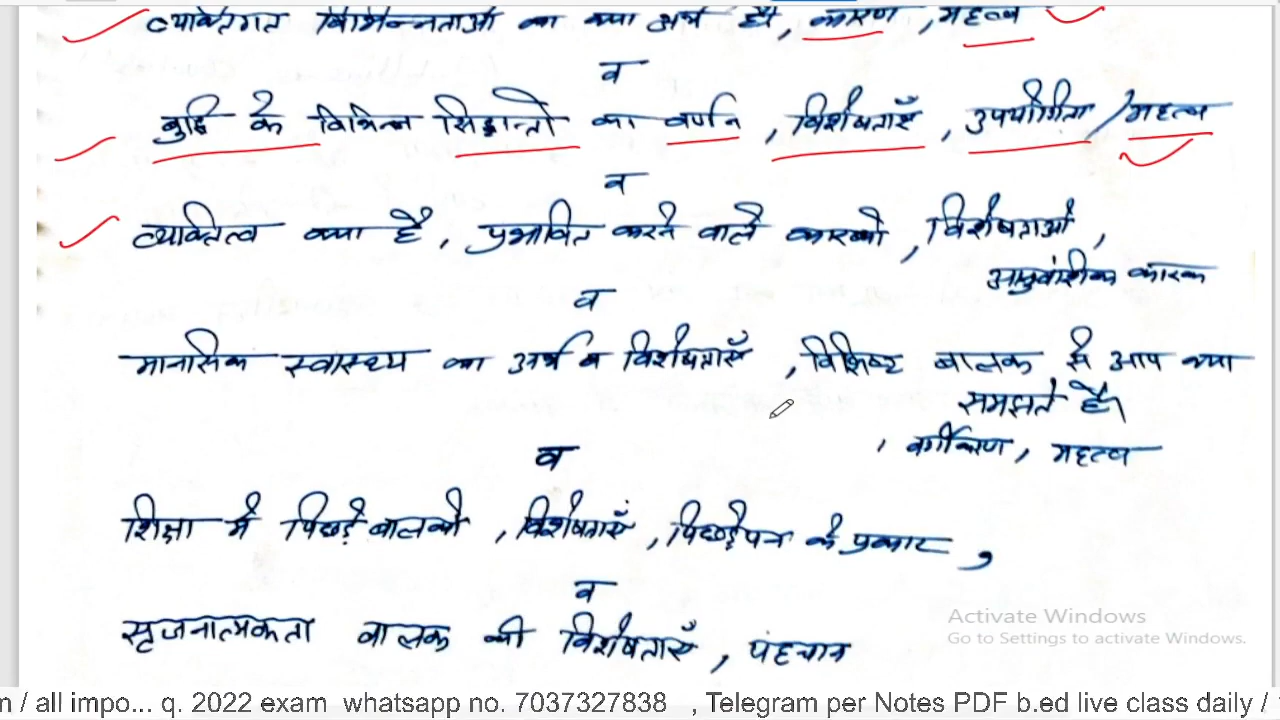 व्यक्तिगत विभिन्नताओं का क्या अर्थ है, कारण, महत्व
व
बुद्धि के विभिन्न सिद्धान्तो का वर्णन, विशेषताएँ, उपयोगिता/महत्व
व
व्यक्तित्व क्या है, प्रभावित करने वाले कारको, विशेषताओं,
आनुवांशिक कारक
व
मानसिक स्वास्थ्य का अर्थ व विशेषताएँ, विशिष्ट बालक से आप क्या
समझते है।
, वर्गीकरण, महत्व
व
शिक्षा मे पिछड़े बालको, विशेषताएँ, पिछड़ेपन के प्रकार,
व
सृजनात्मकता बालक की विशेषताएँ, पहचान
Activate Windows
Go to Settings to activate Windows.
/ all impo... q. 2022 exam whatsapp no. 7037327838 , Telegram per Notes PDF b.ed live class daily /